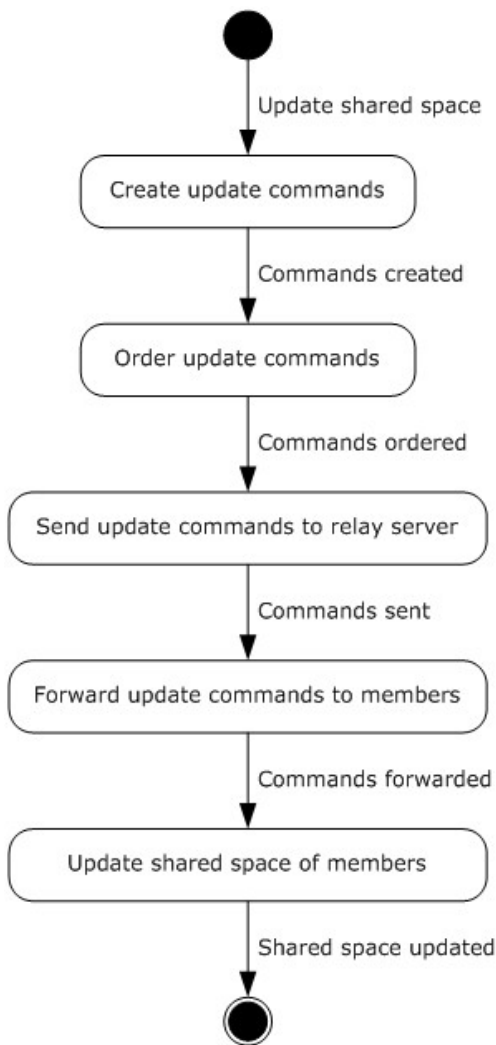 Update shared space
Create update commands
Commands created
Order update commands
Commands ordered
Send update commands to relay server
Commands sent
Forward update commands to members
Commands forwarded
Update shared space of members
Shared space updated